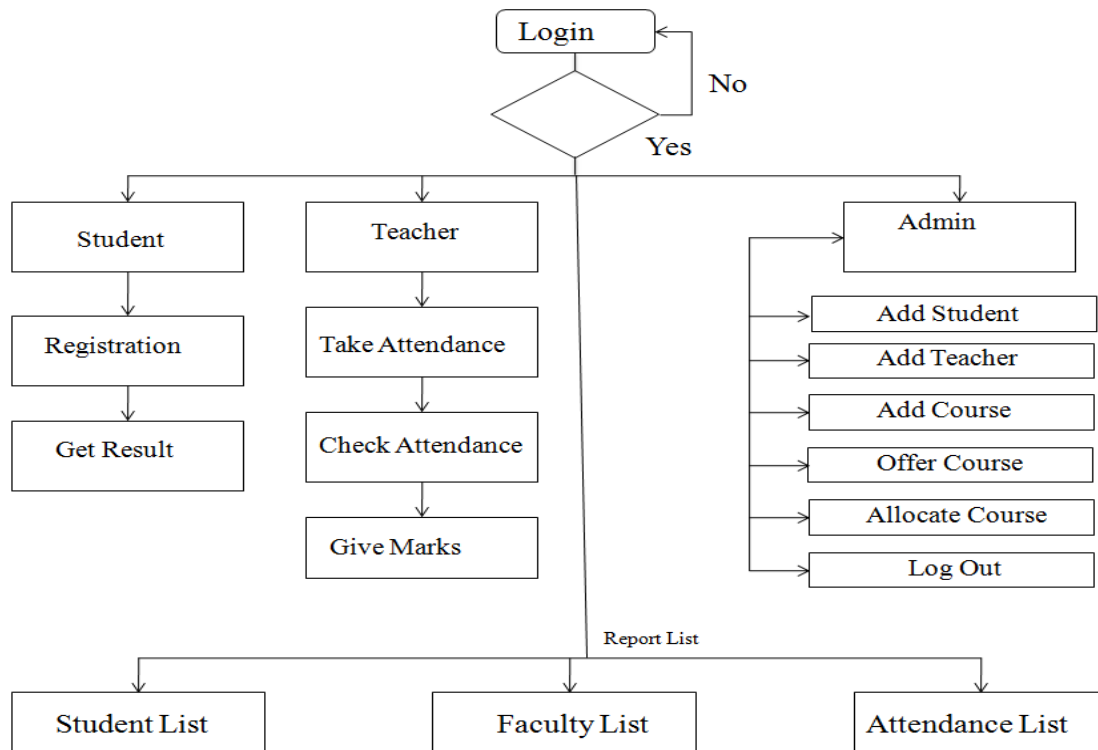 Login
No
Yes
Student
Teacher
Admin
Registration
Take Attendance
Add Student
Add Teacher
Get Result
Check Attendance
Add Course
Offer Course
Give Marks
Allocate Course
Log Out
Report List
Student List
Faculty List
Attendance List